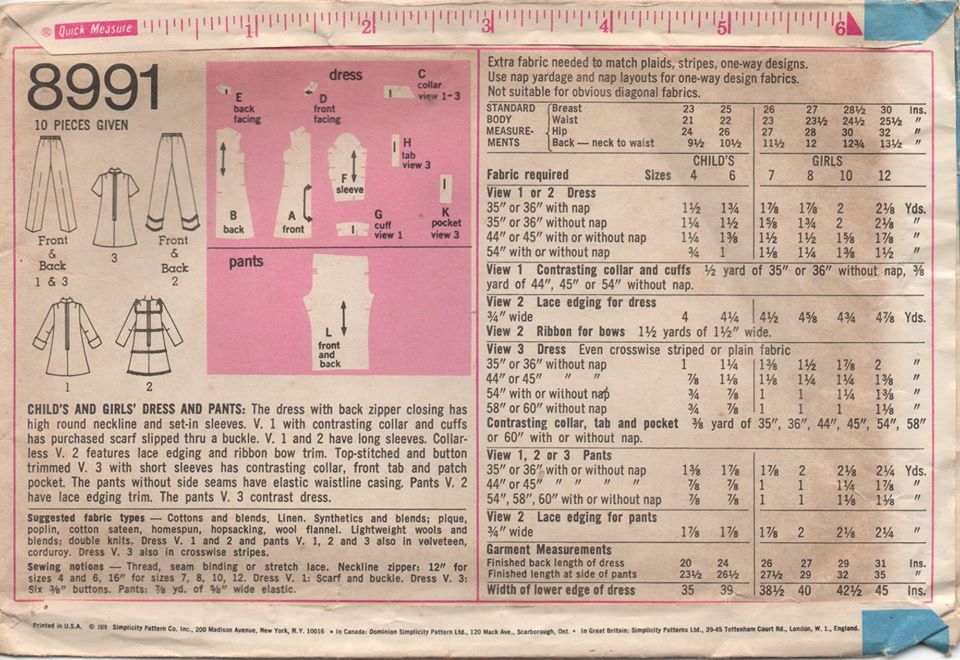 Quick Measure 1 2 3 4 5 6
8991
10 PIECES GIVEN
Front
&
Back
1 & 3
3
Front
&
Back
2
1
2
dress
E
back
facing
D
front
facing
C
collar
view 1-3
H
tab
view 3
F
sleeve
B
back
A
front
G
cuff
view 1
K
pocket
view 3
pants
L
front
and
back
CHILD'S AND GIRLS' DRESS AND PANTS: The dress with back zipper closing has
high round neckline and set-in sleeves. V. 1 with contrasting collar and cuffs
has purchased scarf slipped thru a buckle. V. 1 and 2 have long sleeves. Collar-
less V. 2 features lace edging and ribbon bow trim. Top-stitched and button
trimmed V. 3 with short sleeves has contrasting collar, front tab and patch
pocket. The pants without side seams have elastic waistline casing. Pants V. 2
have lace edging trim. The pants V. 3 contrast dress.
Suggested fabric types — Cottons and blends, Linen. Synthetics and blends; pique,
poplin, cotton sateen, homespun, hopsacking, wool flannel. Lightweight wools and
blends; double knits. Dress V. 1 and 2 and pants V. 1, 2 and 3 also in velveteen,
corduroy. Dress V. 3 also in crosswise stripes.
Sewing notions — Thread, seam binding or stretch lace. Neckline zipper: 12" for
sizes 4 and 6, 16" for sizes 7, 8, 10, 12. Dress V. 1: Scarf and buckle. Dress V. 3:
Six ⅜" buttons. Pants: ⅞ yd. of ⅝" wide elastic.
Extra fabric needed to match plaids, stripes, one-way designs.
Use nap yardage and nap layouts for one-way design fabrics.
Not suitable for obvious diagonal fabrics.
STANDARD Breast 23 25 26 27 28½ 30 Ins.
BODY Waist 21 22 23 23½ 24½ 25½ "
MEASURE- Hip 24 26 27 28 30 32 "
MENTS Back — neck to waist 9½ 10½ 11½ 12 12¾ 13½ "
CHILD'S GIRLS
Fabric required Sizes 4 6 7 8 10 12
View 1 or 2 Dress
35" or 36" with nap 1½ 1¾ 1⅞ 1⅞ 2 2⅛ Yds.
35" or 36" without nap 1¼ 1½ 1⅝ 1¾ 2 2⅛ "
44" or 45" with or without nap 1¼ 1⅜ 1½ 1½ 1⅝ 1⅞ "
54" with or without nap ¾ 1 1⅛ 1¼ 1⅜ 1½ "
View 1 Contrasting collar and cuffs ½ yard of 35" or 36" without nap, ⅜
yard of 44", 45" or 54" without nap.
View 2 Lace edging for dress
¾" wide 4 4¼ 4½ 4⅝ 4¾ 4⅞ Yds.
View 2 Ribbon for bows 1½ yards of 1½" wide.
View 3 Dress Even crosswise striped or plain fabric
35" or 36" without nap 1 1¼ 1⅜ 1½ 1⅞ 2 "
44" or 45" " " ⅞ 1⅛ 1⅛ 1¼ 1¼ 1⅜ "
54" with or without nap ¾ ⅞ 1 1 1¼ 1⅜ "
58" or 60" without nap ¾ ⅞ 1 1 1 1⅛ "
Contrasting collar, tab and pocket ⅜ yard of 35", 36", 44", 45", 54", 58"
or 60" with or without nap.
View 1, 2 or 3 Pants
35" or 36" with or without nap 1⅜ 1⅞ 1⅞ 2 2⅛ 2¼ Yds.
44" or 45" " " " " ⅞ ⅞ 1 1 1¼ 1⅞ "
54", 58", 60" with or without nap ⅞ ⅞ 1 1 1⅛ 1⅛ "
View 2 Lace edging for pants
¾" wide 1⅞ 1⅞ 1⅞ 2 2⅛ 2¼ "
Garment Measurements
Finished back length of dress 20 24 26 27 29 31 Ins.
Finished length at side of pants 23½ 26½ 27½ 29 32 35 "
Width of lower edge of dress 35 39 38½ 40 42½ 45 Ins.
Printed in U.S.A. © 1970 Simplicity Pattern Co., Inc., 200 Madison Avenue, New York, N.Y. 10016 • In Canada: Dominion Simplicity Pattern Ltd., 120 Mack Ave., Scarborough, Ont. • In Great Britain: Simplicity Patterns Ltd., 39-45 Tottenham Court Rd., London, W. 1., England.